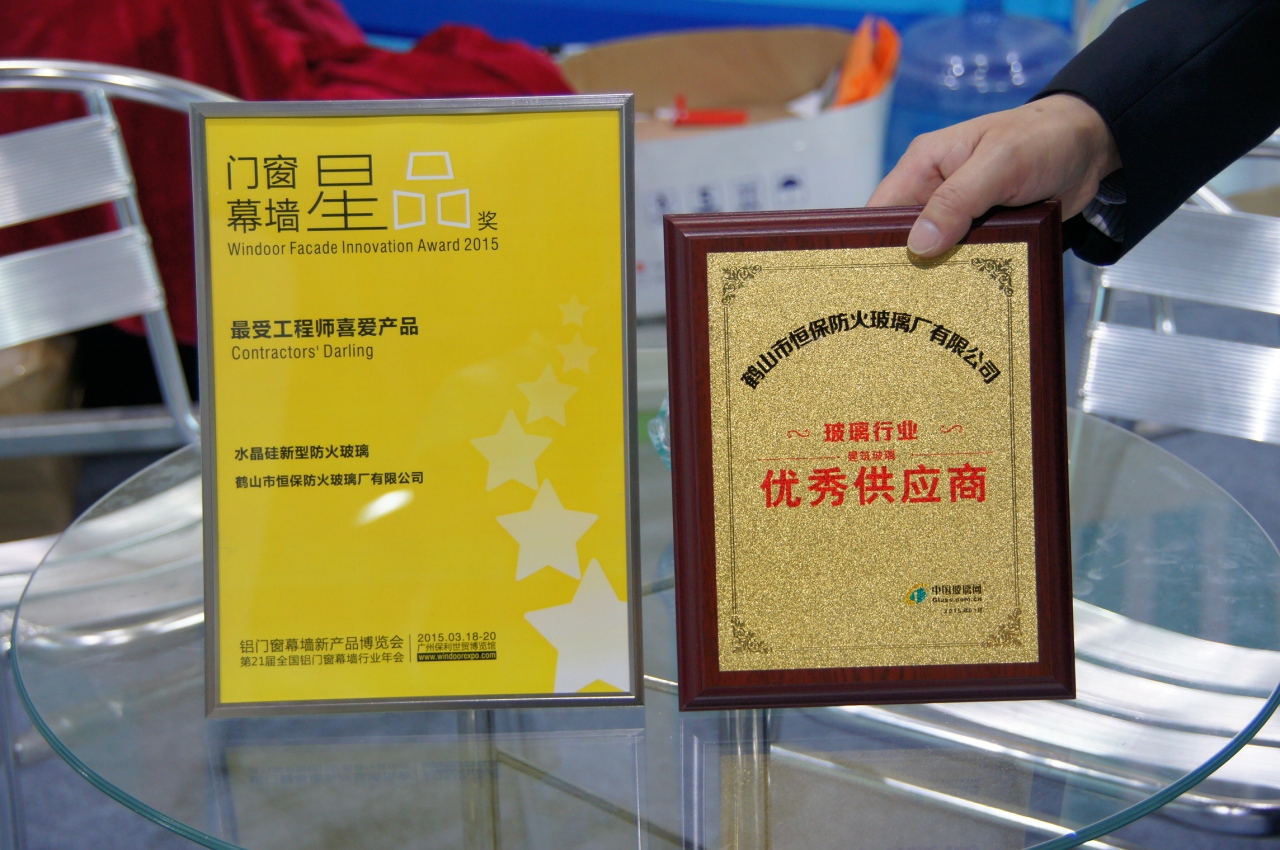 门窗
幕墙
星品奖
Windoor Facade Innovation Award 2015
最受工程师喜爱产品
Contractors' Darling
水晶硅新型防火玻璃
鹤山市恒保防火玻璃厂有限公司
铝门窗幕墙新产品博览会
第21届全国铝门窗幕墙行业年会
2015.03.18-20
广州保利世贸博览馆
www.windoorexpo.com
鹤山市恒保防火玻璃厂有限公司
玻璃行业
建筑玻璃
优秀供应商
中国玻璃网
Glass.com.cn